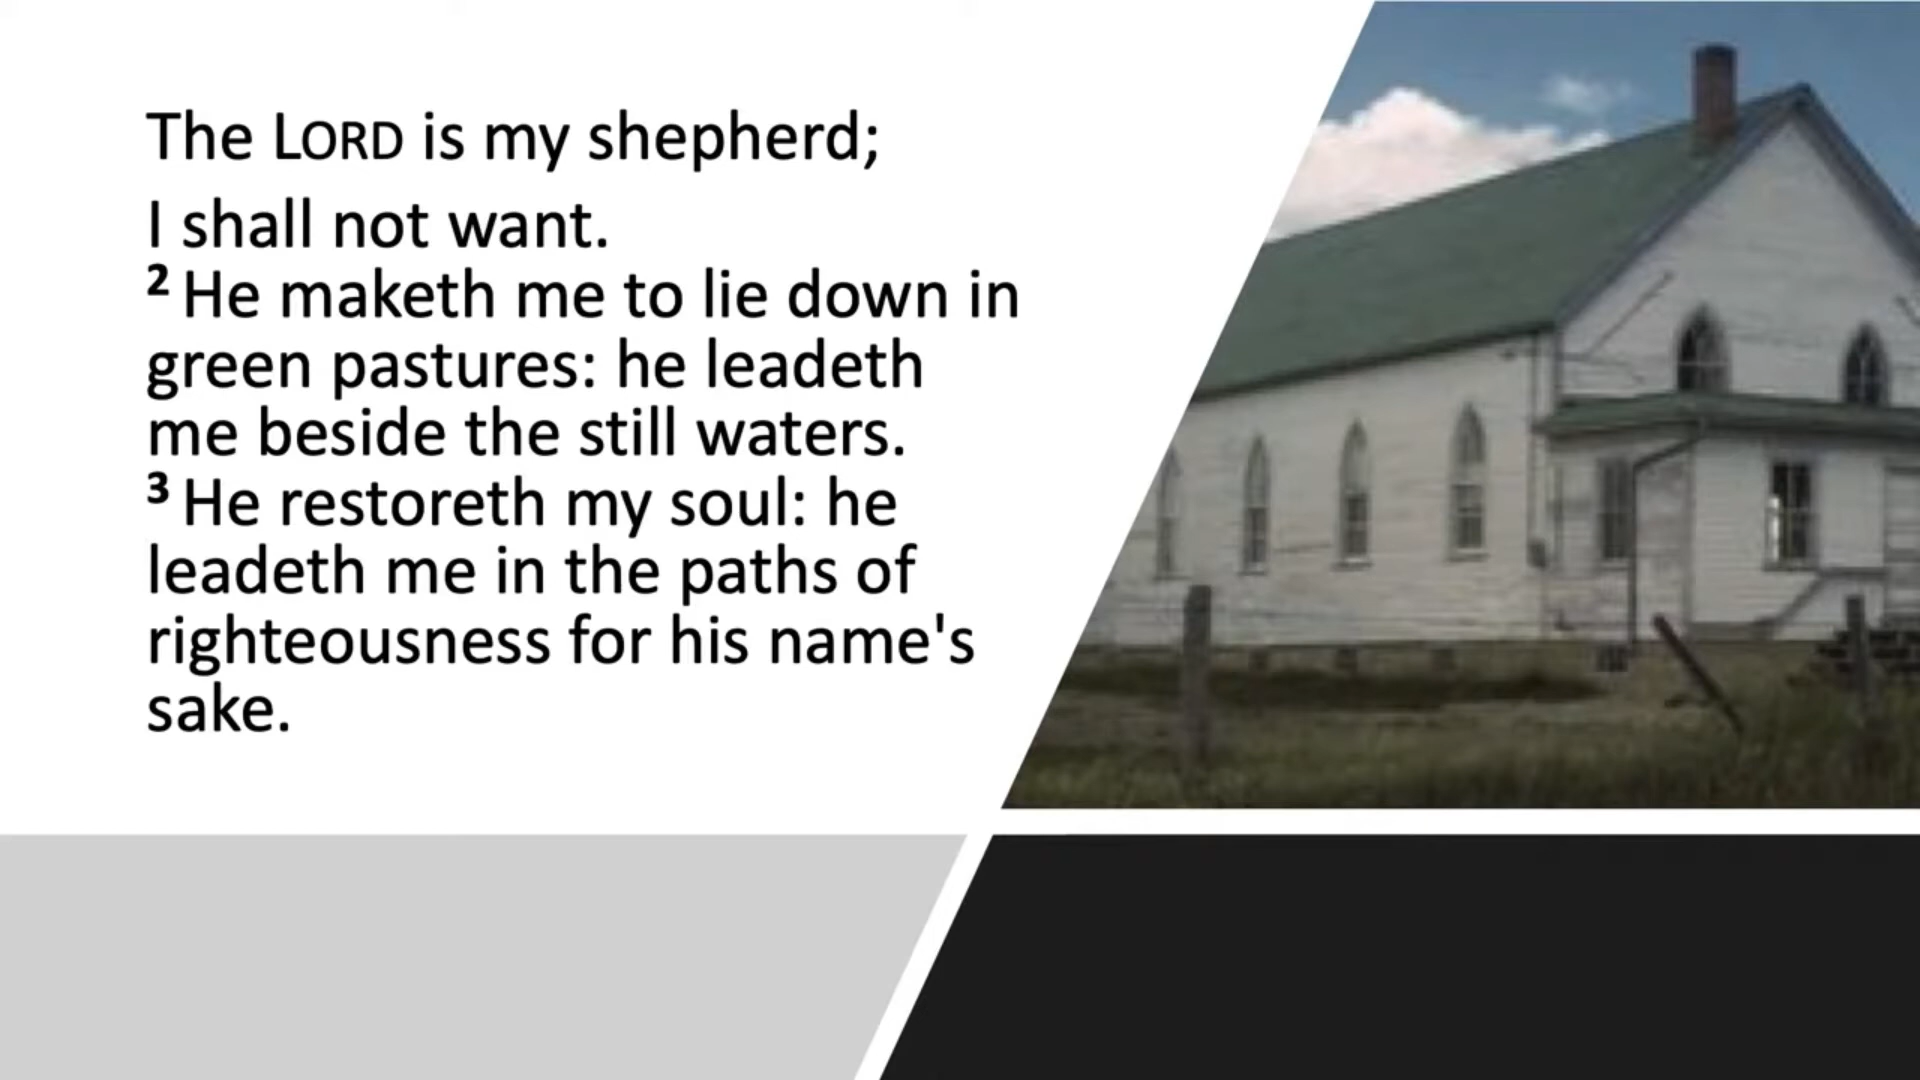 The LORD is my shepherd;
I shall not want.
² He maketh me to lie down in
green pastures: he leadeth
me beside the still waters.
³ He restoreth my soul: he
leadeth me in the paths of
righteousness for his name's
sake.